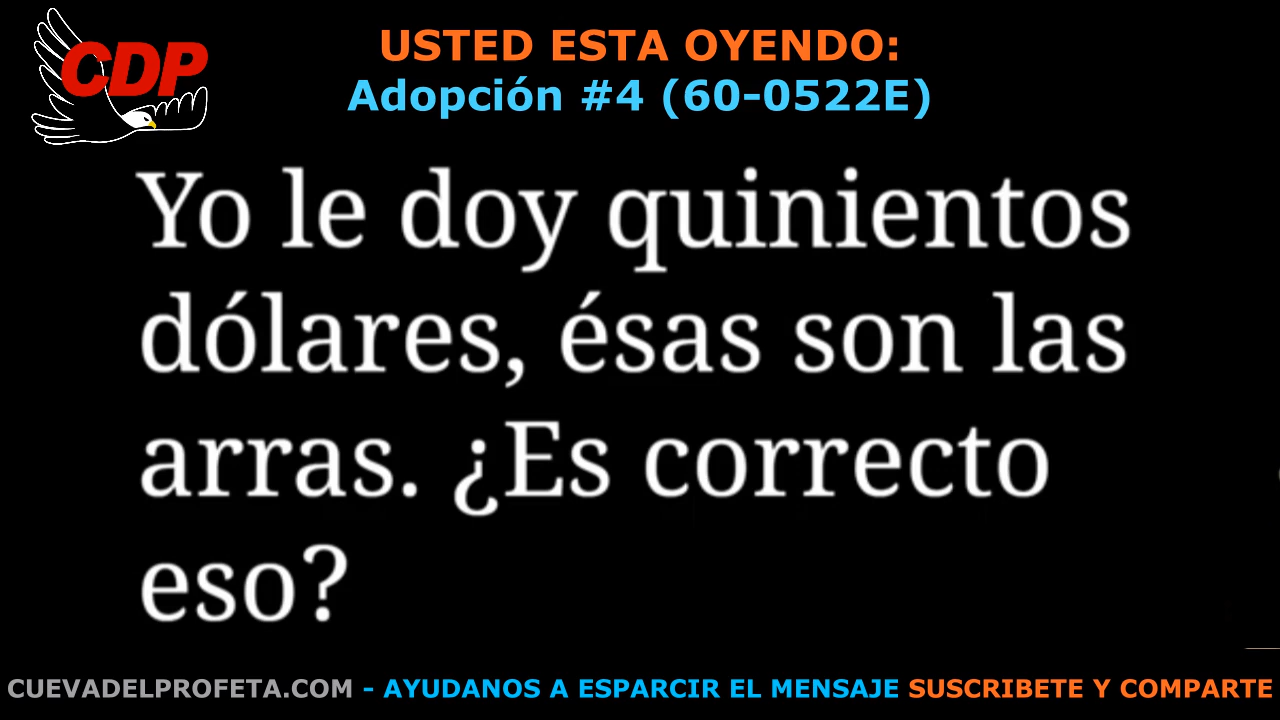 CDP
USTED ESTA OYENDO:
Adopción #4 (60-0522E)
Yo le doy quinientos
dólares, ésas son las
arras. ¿Es correcto
eso?
CUEVADELPROFETA.COM - AYUDANOS A ESPARCIR EL MENSAJE SUSCRIBETE Y COMPARTE